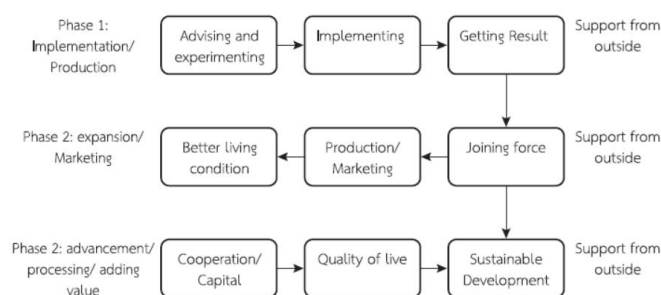 Phase 1:
Implementation/
Production
Advising and
experimenting
Implementing
Getting Result
Support from
outside
Phase 2: expansion/
Marketing
Better living
condition
Production/
Marketing
Joining force
Support from
outside
Phase 2: advancement/
processing/ adding
value
Cooperation/
Capital
Quality of live
Sustainable
Development
Support from
outside